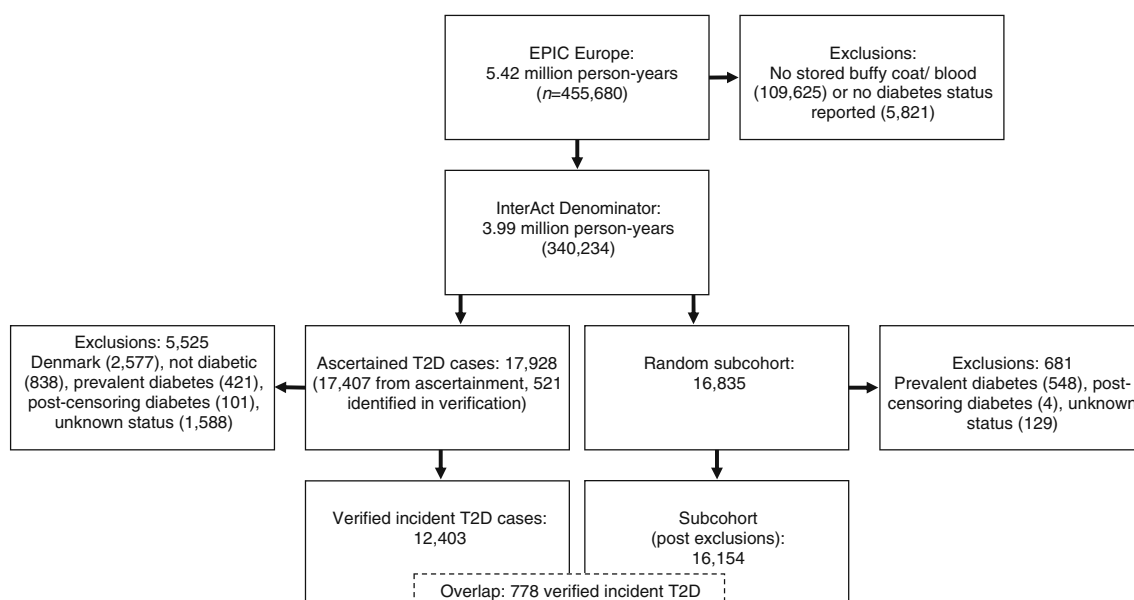 EPIC Europe:
5.42 million person-years
(n=455,680)
Exclusions:
No stored buffy coat/ blood
(109,625) or no diabetes status
reported (5,821)
InterAct Denominator:
3.99 million person-years
(340,234)
Exclusions: 5,525
Denmark (2,577), not diabetic
(838), prevalent diabetes (421),
post-censoring diabetes (101),
unknown status (1,588)
Ascertained T2D cases: 17,928
(17,407 from ascertainment, 521
identified in verification)
Random subcohort:
16,835
Exclusions: 681
Prevalent diabetes (548), post-
censoring diabetes (4), unknown
status (129)
Verified incident T2D cases:
12,403
Subcohort
(post exclusions):
16,154
Overlap: 778 verified incident T2D